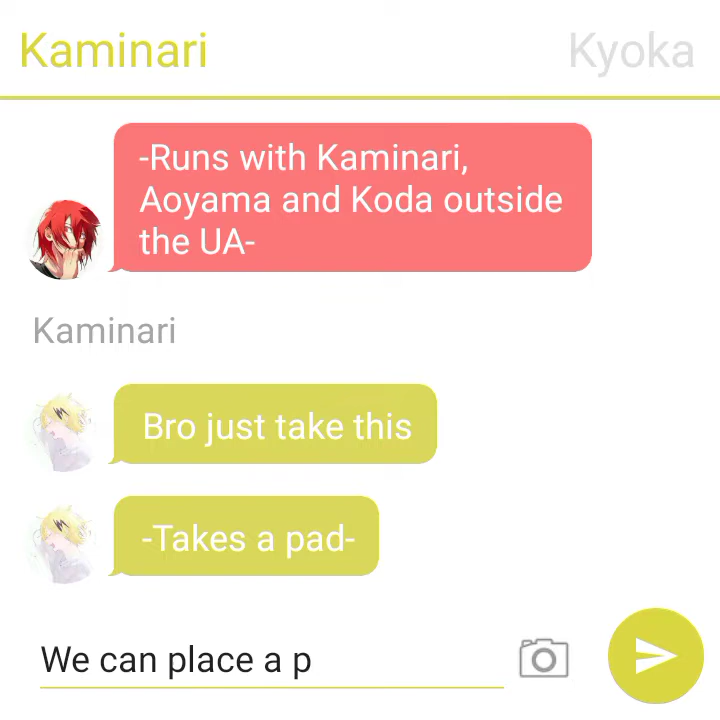 Kaminari Kyoka
-Runs with Kaminari,
Aoyama and Koda outside
the UA-
Kaminari
Bro just take this
-Takes a pad-
We can place a p